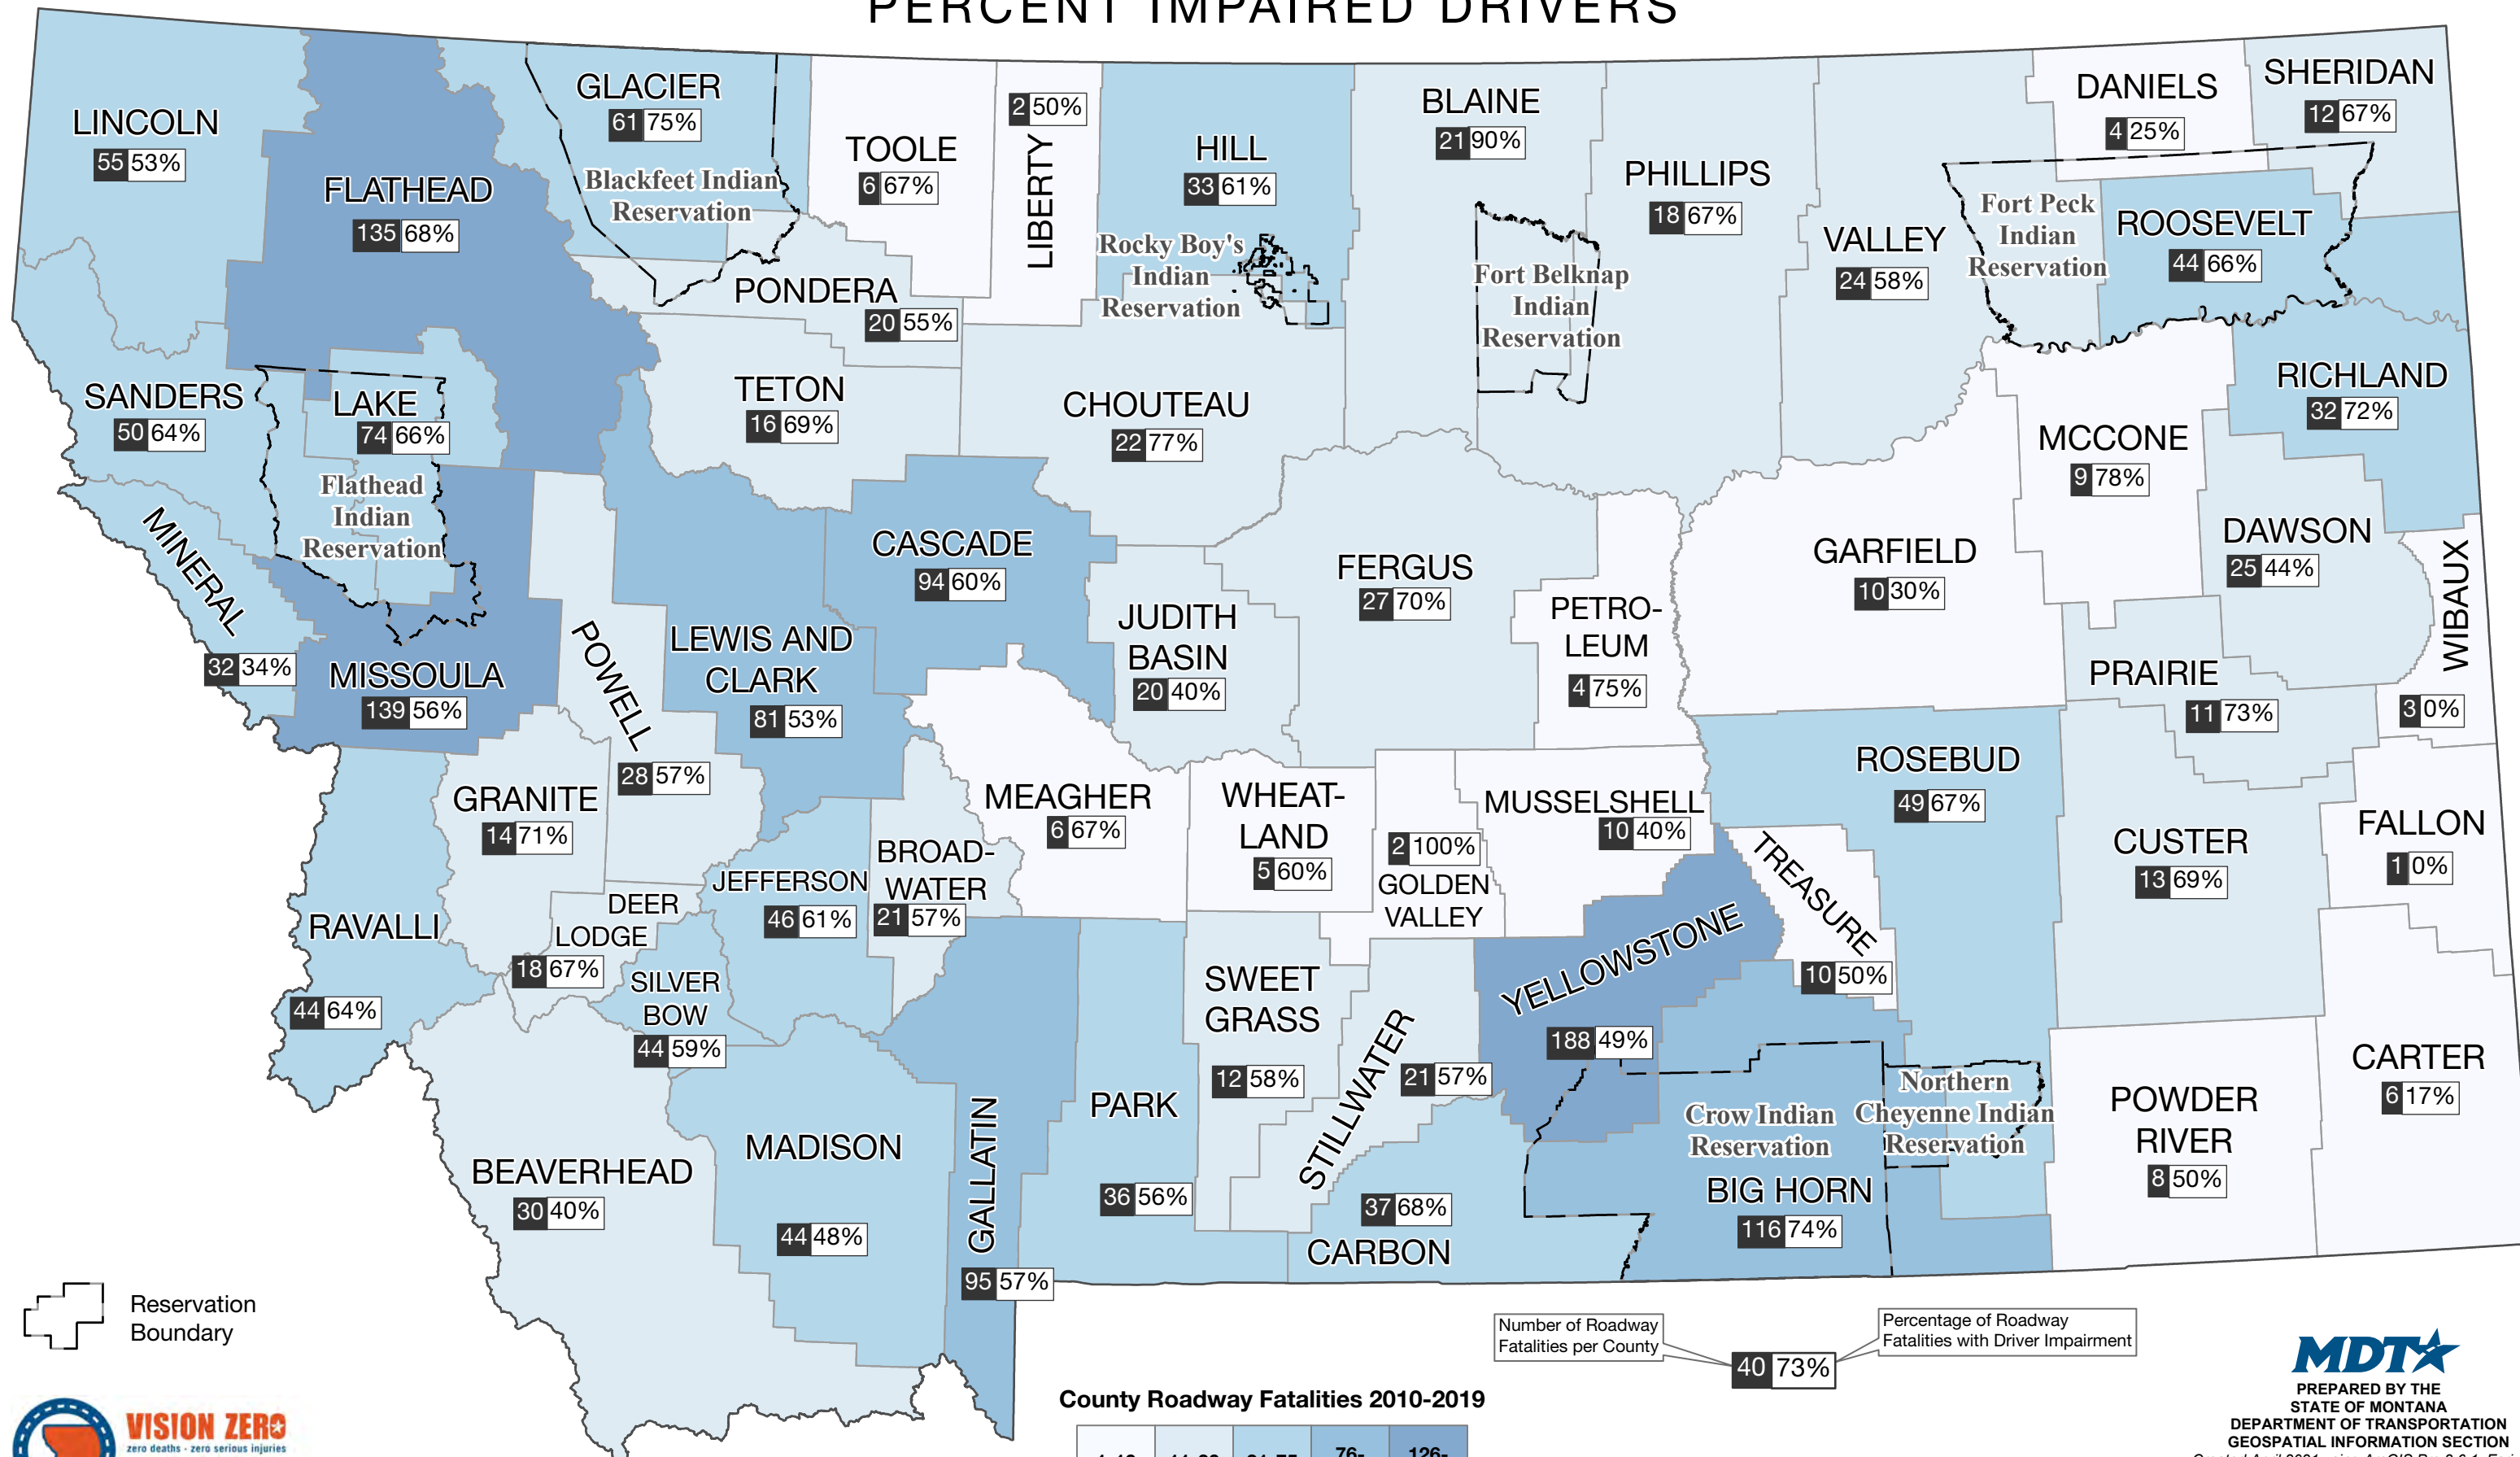 PERCENT IMPAIRED DRIVERS
LINCOLN
55 53%
FLATHEAD
135 68%
GLACIER
61 75%
Blackfeet Indian
Reservation
TOOLE
6 67%
2 50%
LIBERTY
HILL
33 61%
Rocky Boy's
Indian
Reservation
BLAINE
21 90%
Fort Belknap
Indian
Reservation
PHILLIPS
18 67%
VALLEY
24 58%
DANIELS
4 25%
SHERIDAN
12 67%
Fort Peck
Indian
Reservation
ROOSEVELT
44 66%
PONDERA
20 55%
TETON
16 69%
CHOUTEAU
22 77%
SANDERS
50 64%
LAKE
74 66%
Flathead
Indian
Reservation
RICHLAND
32 72%
MCCONE
9 78%
DAWSON
25 44%
WIBAUX
3 0%
GARFIELD
10 30%
PRAIRIE
11 73%
MINERAL
32 34%
MISSOULA
139 56%
POWELL
28 57%
LEWIS AND
CLARK
81 53%
CASCADE
94 60%
JUDITH
BASIN
20 40%
FERGUS
27 70%
PETRO-
LEUM
4 75%
GRANITE
14 71%
RAVALLI
44 64%
DEER
LODGE
18 67%
SILVER
BOW
44 59%
JEFFERSON
46 61%
BROAD-
WATER
21 57%
MEAGHER
6 67%
WHEAT-
LAND
5 60%
2 100%
GOLDEN
VALLEY
MUSSELSHELL
10 40%
TREASURE
10 50%
ROSEBUD
49 67%
CUSTER
13 69%
FALLON
1 0%
YELLOWSTONE
188 49%
SWEET
GRASS
12 58%
STILLWATER
21 57%
PARK
36 56%
GALLATIN
95 57%
MADISON
44 48%
BEAVERHEAD
30 40%
CARBON
37 68%
Crow Indian
Reservation
BIG HORN
116 74%
Northern
Cheyenne Indian
Reservation
POWDER
RIVER
8 50%
CARTER
6 17%
Reservation
Boundary
VISION ZERO
zero deaths - zero serious injuries
Number of Roadway
Fatalities per County
40 73%
Percentage of Roadway
Fatalities with Driver Impairment
County Roadway Fatalities 2010-2019
76- 126-
MDT
PREPARED BY THE
STATE OF MONTANA
DEPARTMENT OF TRANSPORTATION
GEOSPATIAL INFORMATION SECTION